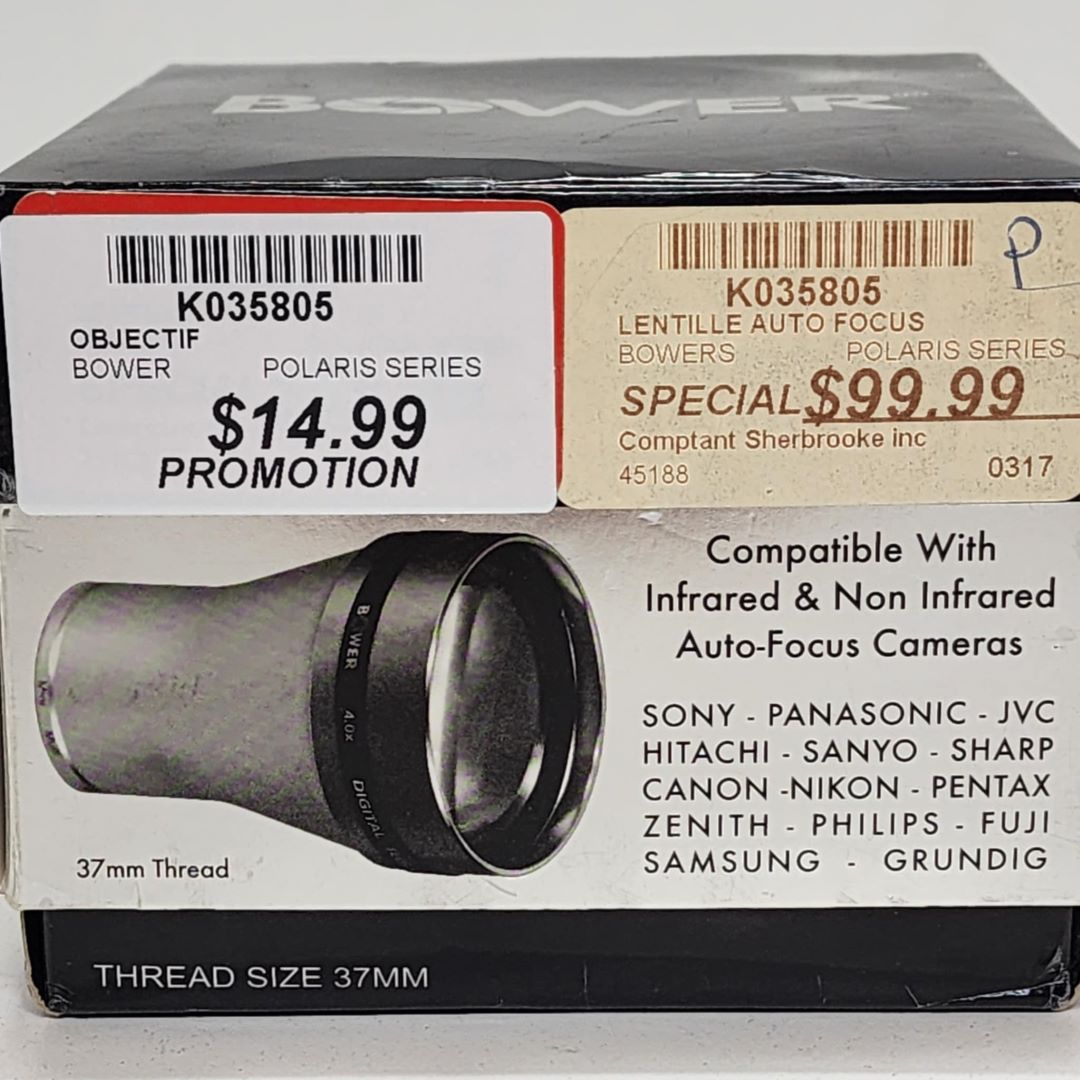 BOWER
K035805
OBJECTIF
BOWER POLARIS SERIES
$14.99
PROMOTION
P
K035805
LENTILLE AUTO FOCUS
BOWERS POLARIS SERIES
SPECIAL $99.99
Comptant Sherbrooke inc
45188 0317
Compatible With
Infrared & Non Infrared
Auto-Focus Cameras
SONY - PANASONIC - JVC
HITACHI - SANYO - SHARP
CANON -NIKON - PENTAX
ZENITH - PHILIPS - FUJI
SAMSUNG - GRUNDIG
B WER 4.0x DIGITAL
37mm Thread
THREAD SIZE 37MM